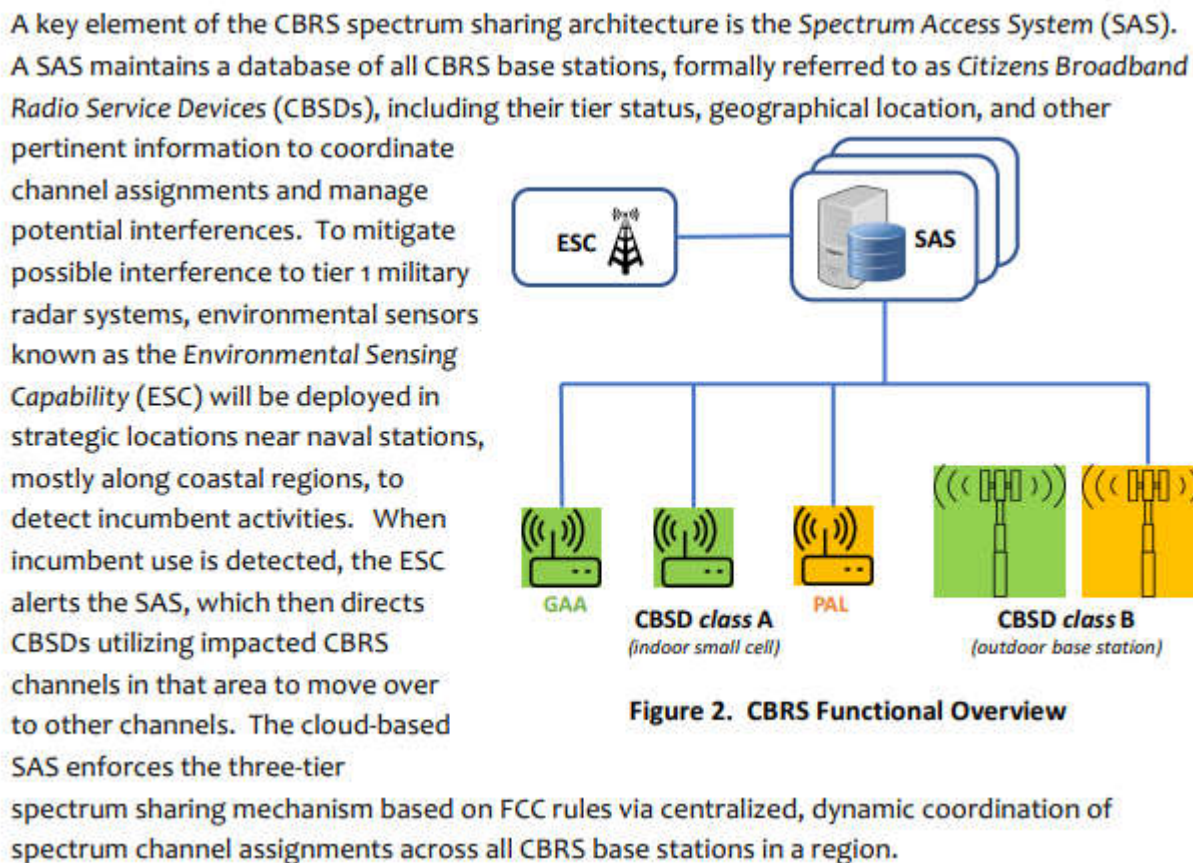 A key element of the CBRS spectrum sharing architecture is the Spectrum Access System (SAS).
A SAS maintains a database of all CBRS base stations, formally referred to as Citizens Broadband
Radio Service Devices (CBSDs), including their tier status, geographical location, and other
pertinent information to coordinate
channel assignments and manage
potential interferences. To mitigate
possible interference to tier 1 military
radar systems, environmental sensors
known as the Environmental Sensing
Capability (ESC) will be deployed in
strategic locations near naval stations,
mostly along coastal regions, to
detect incumbent activities. When
incumbent use is detected, the ESC
alerts the SAS, which then directs
CBSDs utilizing impacted CBRS
channels in that area to move over
to other channels. The cloud-based
SAS enforces the three-tier
spectrum sharing mechanism based on FCC rules via centralized, dynamic coordination of
spectrum channel assignments across all CBRS base stations in a region.
ESC
SAS
GAA
CBSD class A
(indoor small cell)
PAL
CBSD class B
(outdoor base station)
Figure 2. CBRS Functional Overview